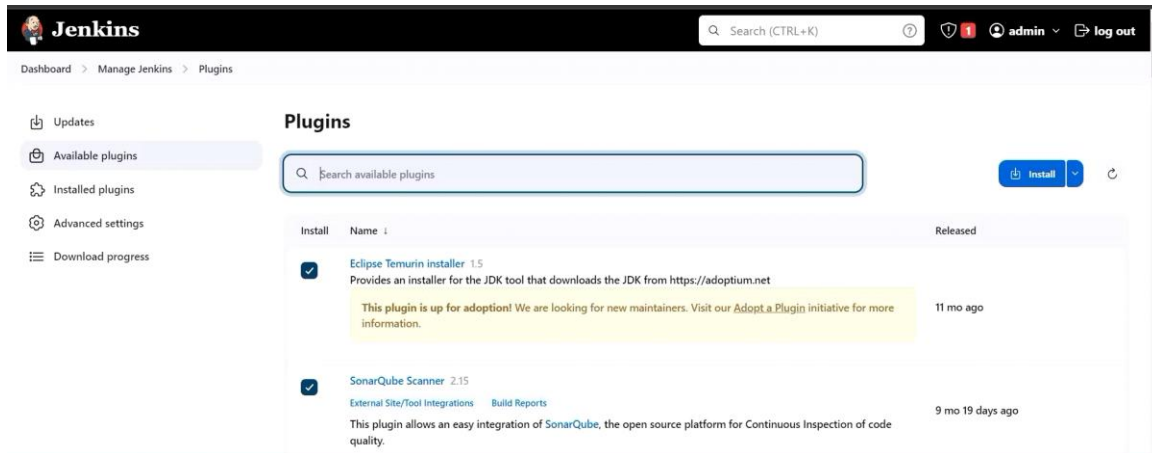 Jenkins
Search (CTRL+K)
1
admin
log out
Dashboard > Manage Jenkins > Plugins
Updates
Available plugins
Installed plugins
Advanced settings
Download progress
Plugins
Search available plugins
Install
Install Name ↓ Released
Eclipse Temurin installer 1.5
Provides an installer for the JDK tool that downloads the JDK from https://adoptium.net
This plugin is up for adoption! We are looking for new maintainers. Visit our Adopt a Plugin initiative for more
information.
11 mo ago
SonarQube Scanner 2.15
External Site/Tool Integrations Build Reports
This plugin allows an easy integration of SonarQube, the open source platform for Continuous Inspection of code
quality.
9 mo 19 days ago